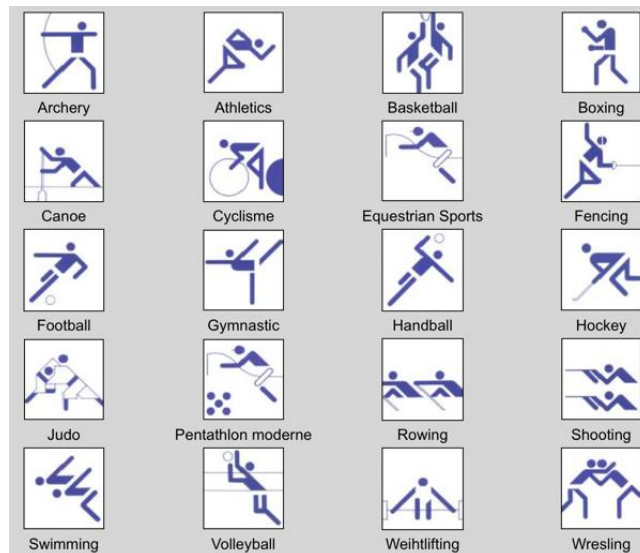 Archery Athletics Basketball Boxing
Canoe Cyclisme Equestrian Sports Fencing
Football Gymnastic Handball Hockey
Judo Pentathlon moderne Rowing Shooting
Swimming Volleyball Weihtlifting Wresling